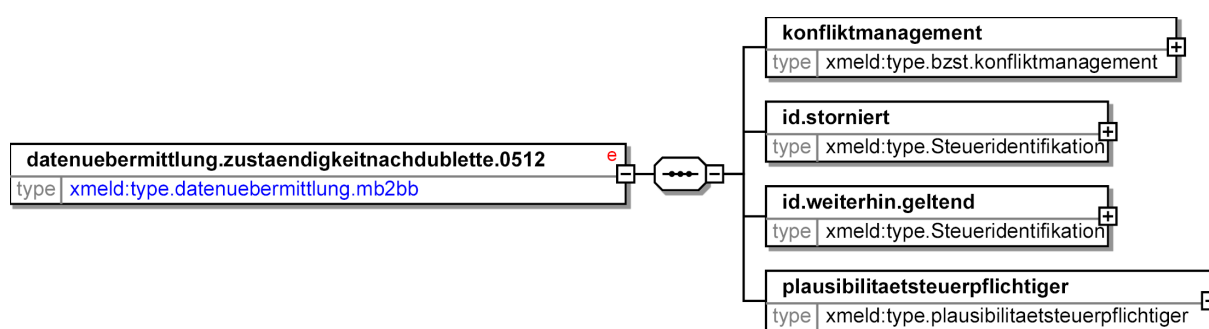 konfliktmanagement
type xmeld:type.bzst.konfliktmanagement
id.storniert
type xmeld:type.Steueridentifikation
datenuebermittlung.zustaendigkeitnachdublette.0512 e
type xmeld:type.datenuebermittlung.mb2bb
id.weiterhin.geltend
type xmeld:type.Steueridentifikation
plausibilitaetsteuerpflichtiger
type xmeld:type.plausibilitaetsteuerpflichtiger